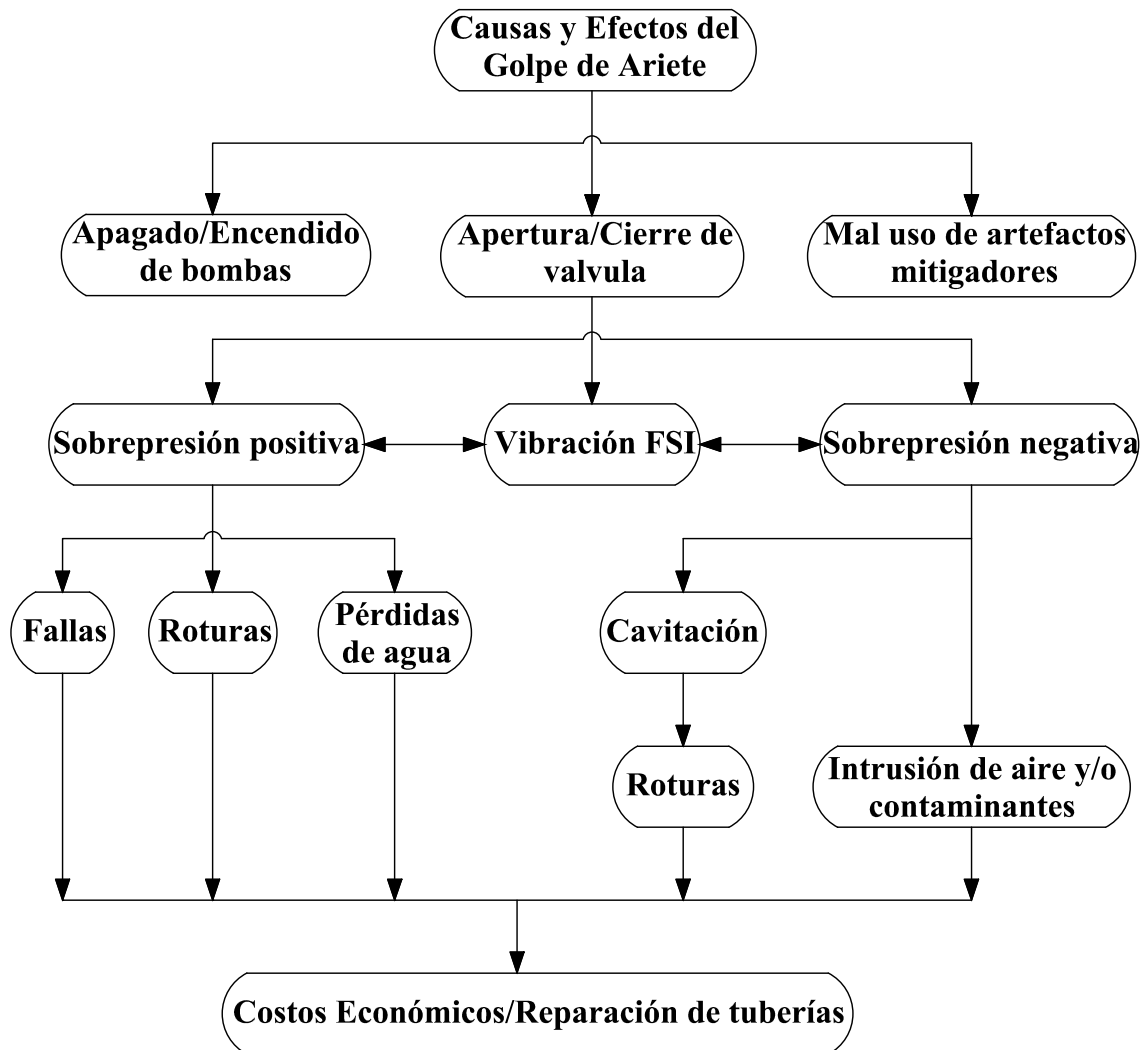 Causas y Efectos del
Golpe de Ariete
Apagado/Encendido
de bombas
Apertura/Cierre de
valvula
Mal uso de artefactos
mitigadores
Sobrepresión positiva
Vibración FSI
Sobrepresión negativa
Fallas
Roturas
Pérdidas
de agua
Cavitación
Roturas
Intrusión de aire y/o
contaminantes
Costos Económicos/Reparación de tuberías